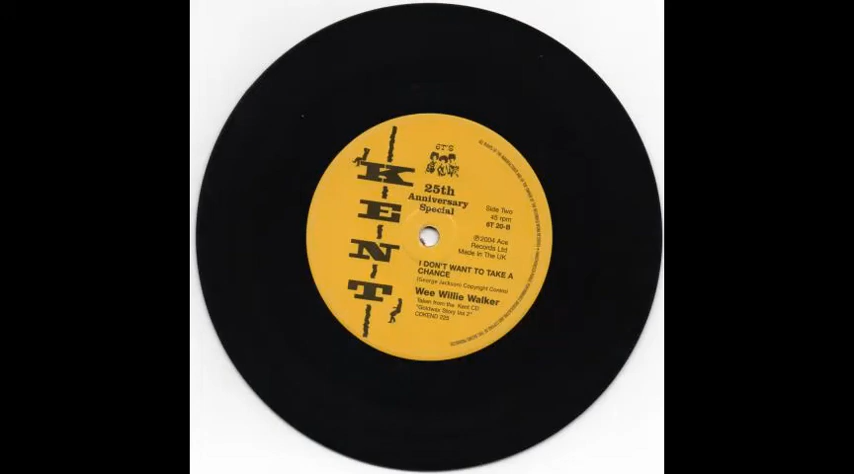 KENT
6T'S
25th
Anniversary
Special
Side Two
45 rpm
6T 20-B
℗2004 Ace
Records Ltd
Made in The UK
I DON'T WANT TO TAKE A
CHANCE
(George Jackson) Copyright Control
Wee Willie Walker
Taken from the Kent CD
"Goldwax Story Vol 2"
CDKEND 225